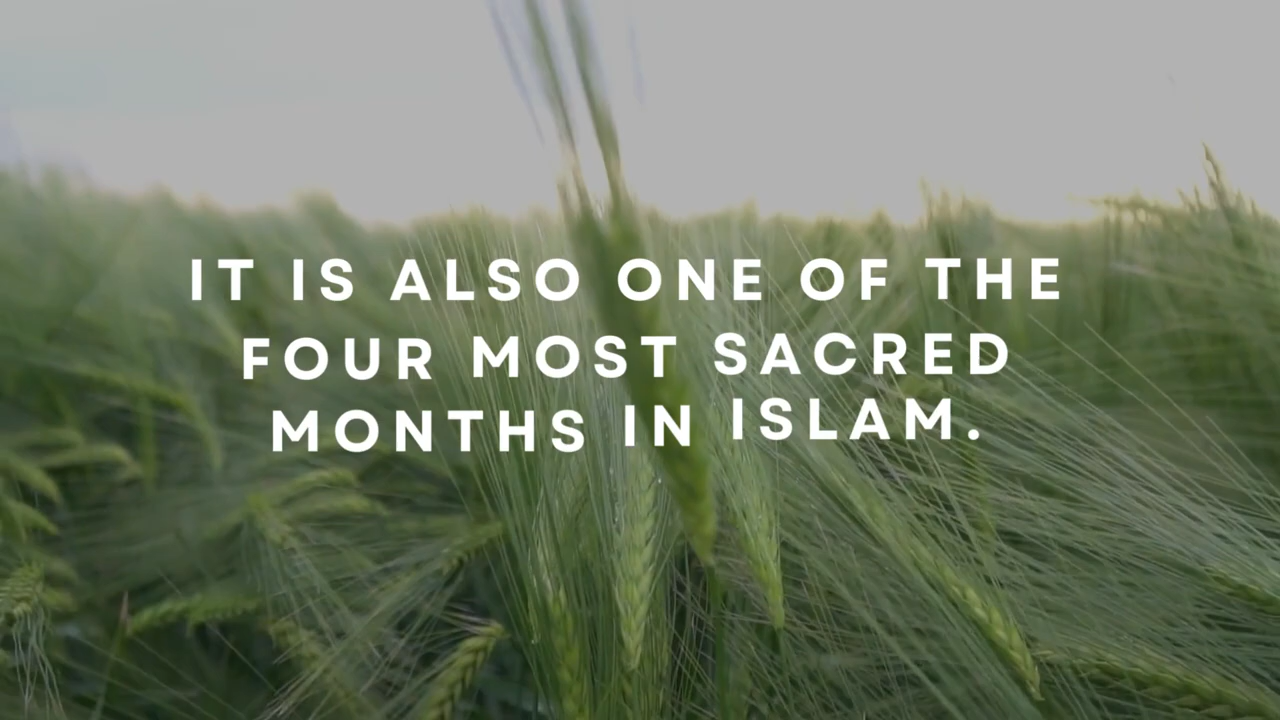 IT IS ALSO ONE OF THE
FOUR MOST SACRED
MONTHS IN ISLAM.